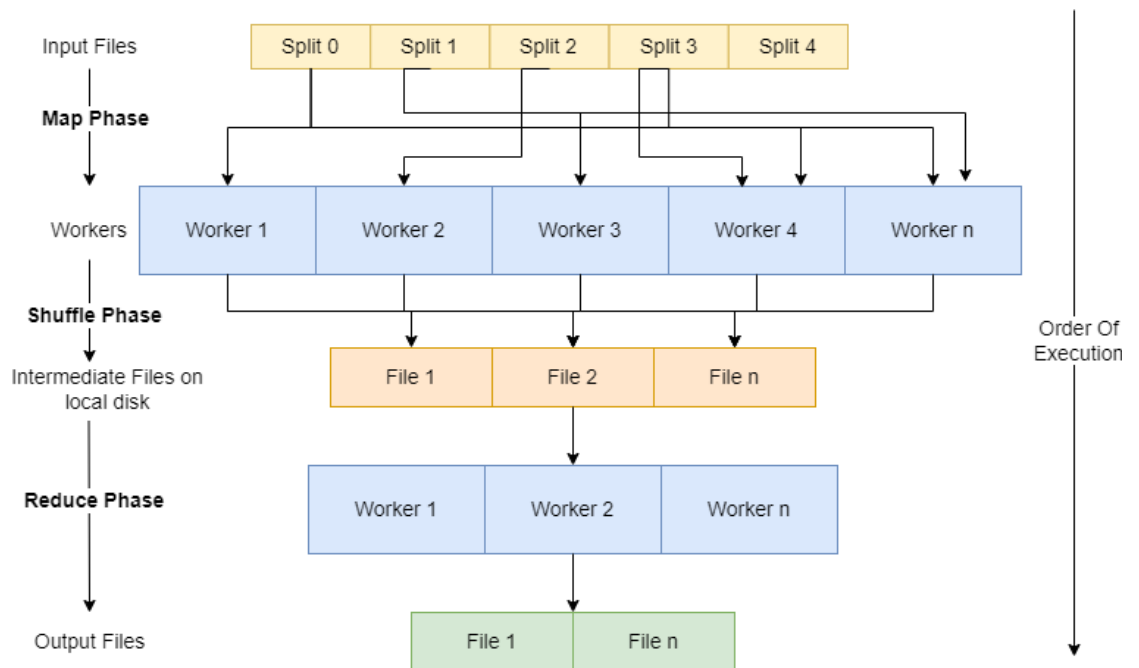 Input Files
Split 0
Split 1
Split 2
Split 3
Split 4
Map Phase
Workers
Worker 1
Worker 2
Worker 3
Worker 4
Worker n
Shuffle Phase
Order Of
Execution
Intermediate Files on
local disk
File 1
File 2
File n
Reduce Phase
Worker 1
Worker 2
Worker n
Output Files
File 1
File n